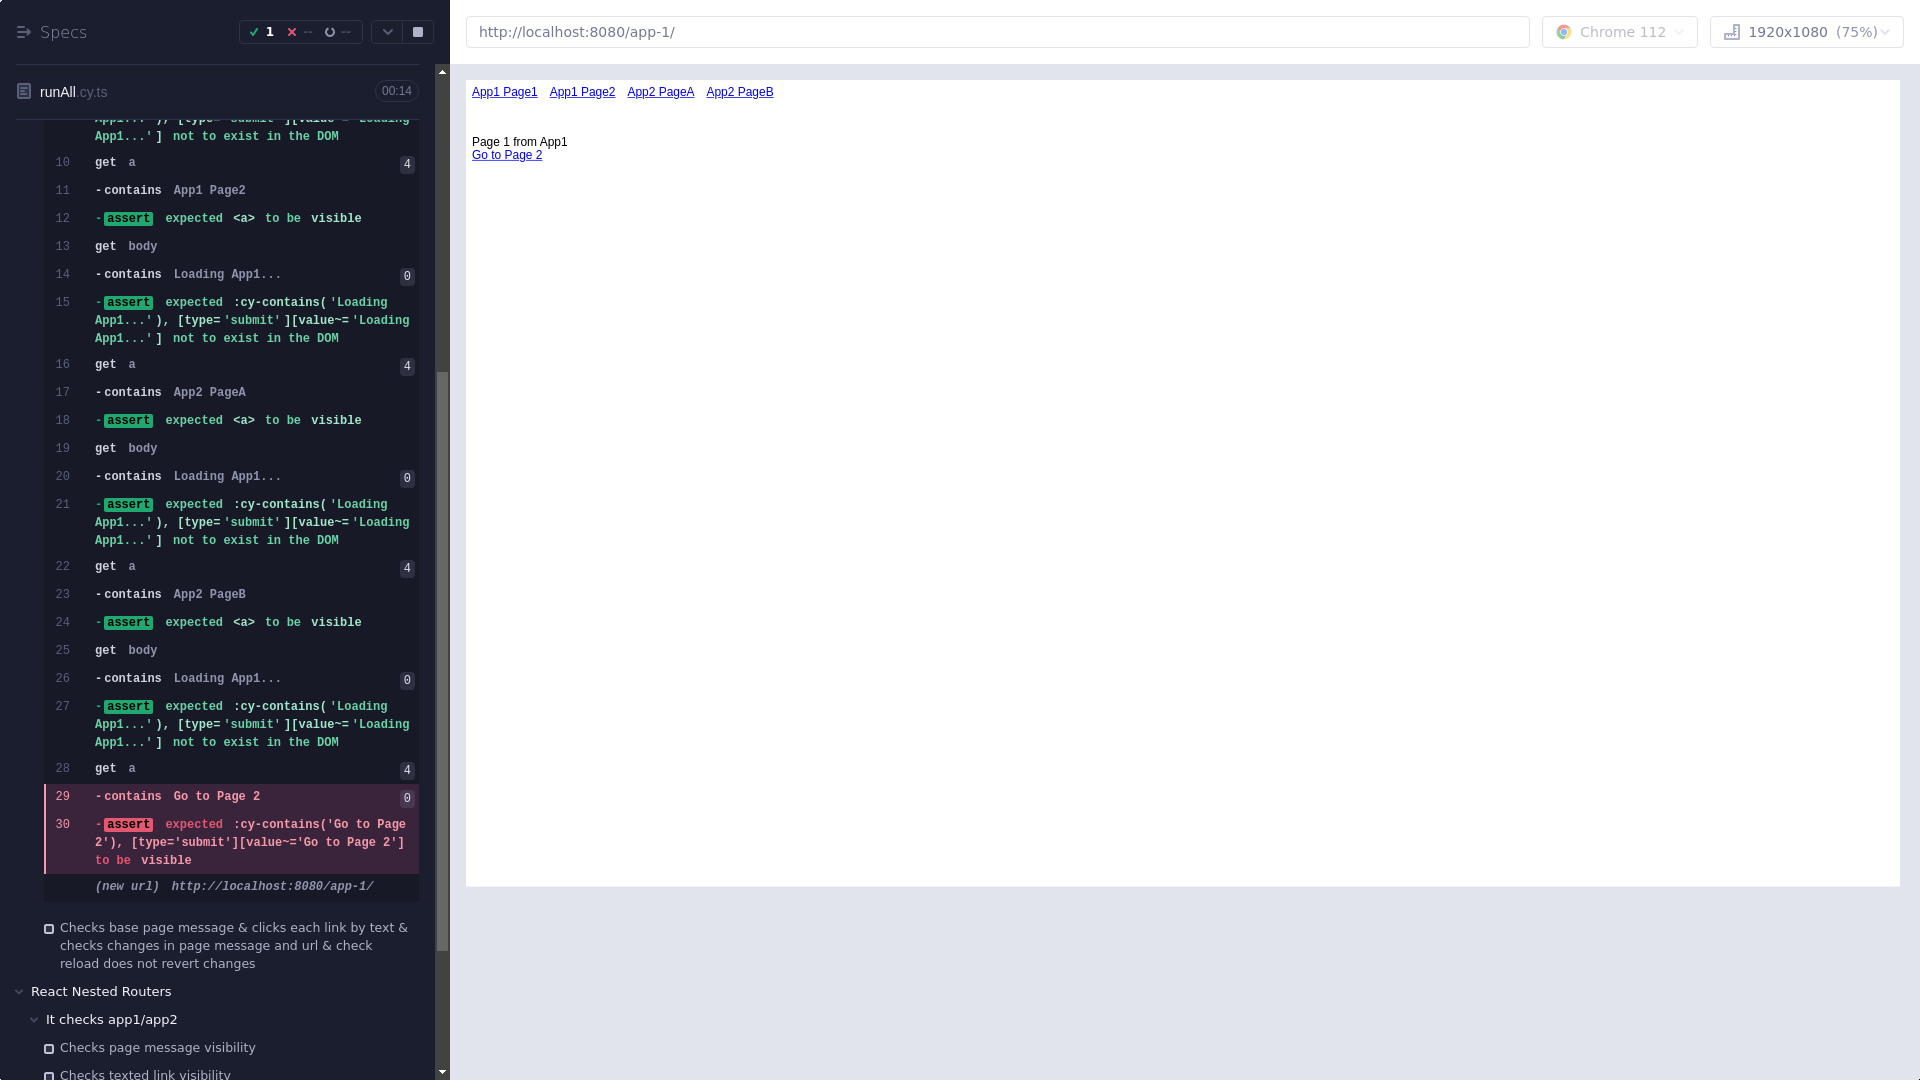 Specs
1
--
--
runAll.cy.ts
00:14
App1...'), [type='submit'][value~='Loading
App1...'] not to exist in the DOM
10 get a 4
11 -contains App1 Page2
12 -assert expected <a> to be visible
13 get body
14 -contains Loading App1... 0
15 -assert expected :cy-contains('Loading
App1...'), [type='submit'][value~='Loading
App1...'] not to exist in the DOM
16 get a 4
17 -contains App2 PageA
18 -assert expected <a> to be visible
19 get body
20 -contains Loading App1... 0
21 -assert expected :cy-contains('Loading
App1...'), [type='submit'][value~='Loading
App1...'] not to exist in the DOM
22 get a 4
23 -contains App2 PageB
24 -assert expected <a> to be visible
25 get body
26 -contains Loading App1... 0
27 -assert expected :cy-contains('Loading
App1...'), [type='submit'][value~='Loading
App1...'] not to exist in the DOM
28 get a 4
29 -contains Go to Page 2 0
30 -assert expected :cy-contains('Go to Page
2'), [type='submit'][value~='Go to Page 2']
to be visible
(new url) http://localhost:8080/app-1/
Checks base page message & clicks each link by text &
checks changes in page message and url & check
reload does not revert changes
React Nested Routers
It checks app1/app2
Checks page message visibility
Checks texted link visibility
http://localhost:8080/app-1/
Chrome 112
1920x1080 (75%)
App1 Page1 App1 Page2 App2 PageA App2 PageB
Page 1 from App1
Go to Page 2